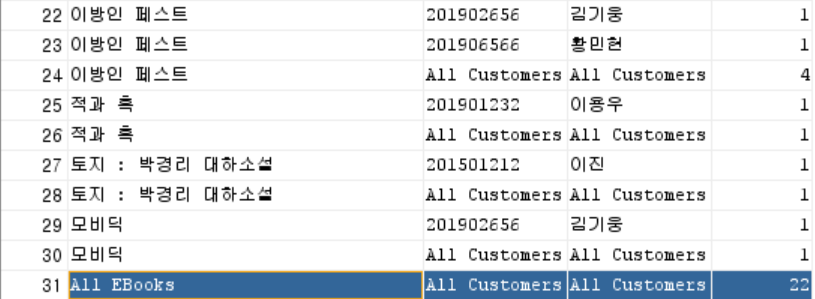 22 이방인 페스트 201902656 김기웅 1
23 이방인 페스트 201906566 황민현 1
24 이방인 페스트 All Customers All Customers 4
25 적과 흑 201901232 이용우 1
26 적과 흑 All Customers All Customers 1
27 토지 : 박경리 대하소설 201501212 이진 1
28 토지 : 박경리 대하소설 All Customers All Customers 1
29 모비딕 201902656 김기웅 1
30 모비딕 All Customers All Customers 1
31 All EBooks All Customers All Customers 22